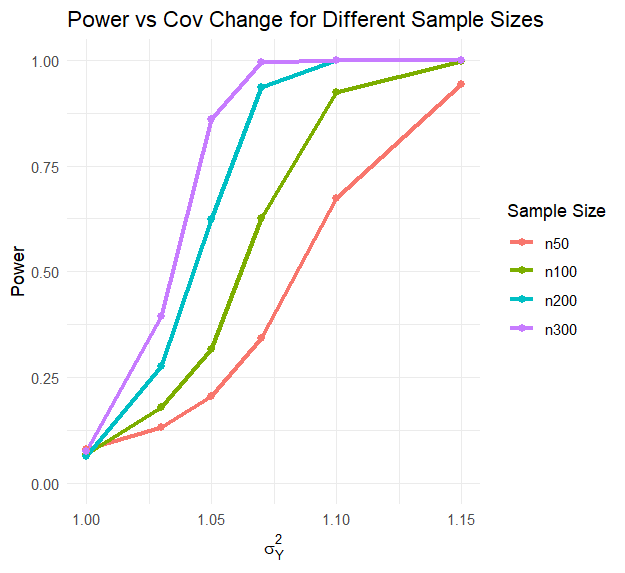 Power vs Cov Change for Different Sample Sizes
1.00
0.75
0.50
0.25
0.00
Power
1.00 1.05 1.10 1.15
σ²_Y
Sample Size
n50
n100
n200
n300